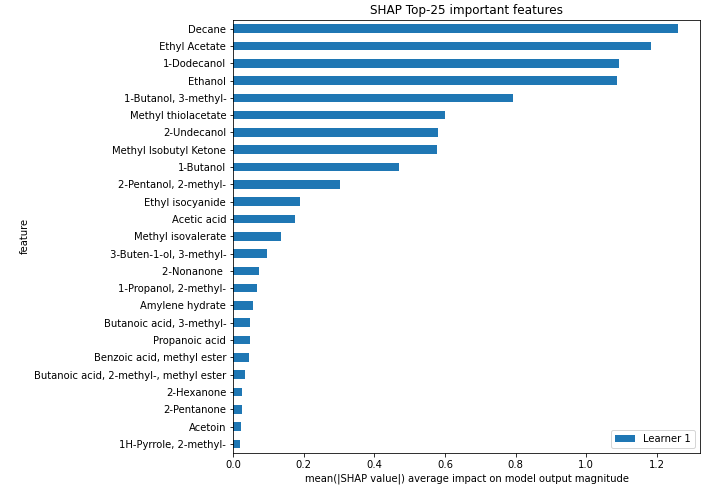 SHAP Top-25 important features
Decane
Ethyl Acetate
1-Dodecanol
Ethanol
1-Butanol, 3-methyl-
Methyl thiolacetate
2-Undecanol
Methyl Isobutyl Ketone
1-Butanol
2-Pentanol, 2-methyl-
Ethyl isocyanide
Acetic acid
Methyl isovalerate
3-Buten-1-ol, 3-methyl-
2-Nonanone
1-Propanol, 2-methyl-
Amylene hydrate
Butanoic acid, 3-methyl-
Propanoic acid
Benzoic acid, methyl ester
Butanoic acid, 2-methyl-, methyl ester
2-Hexanone
2-Pentanone
Acetoin
1H-Pyrrole, 2-methyl-
feature
Learner 1
0.0 0.2 0.4 0.6 0.8 1.0 1.2
mean(|SHAP value|) average impact on model output magnitude